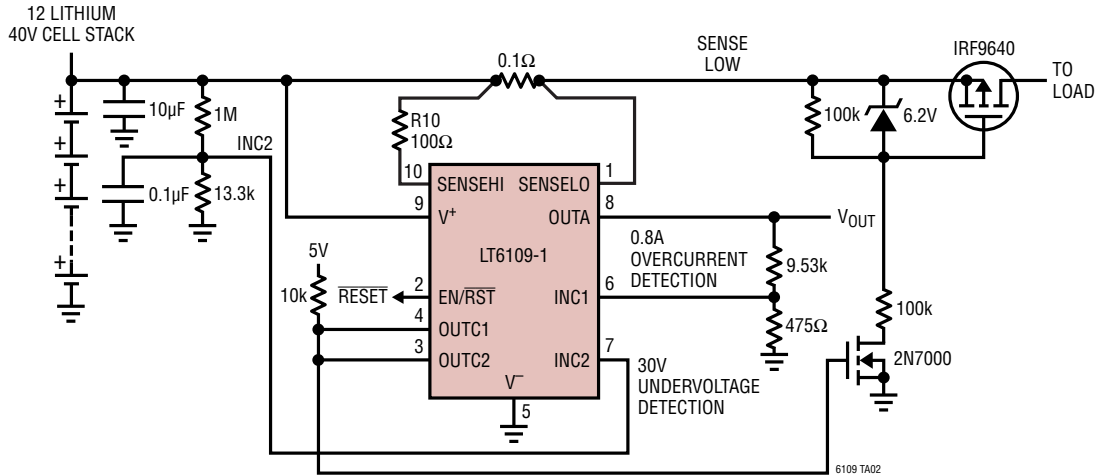 12 LITHIUM
40V CELL STACK
0.1Ω
SENSE
LOW
IRF9640
TO
LOAD
10µF
1M
R10
100Ω
100k
6.2V
INC2
0.1µF
13.3k
10
SENSEHI
SENSELO
1
9
V+
OUTA
8
VOUT
LT6109-1
0.8A
OVERCURRENT
DETECTION
9.53k
5V
10k
RESET
2
EN/RST
INC1
6
475Ω
100k
4
OUTC1
3
OUTC2
INC2
7
2N7000
30V
UNDERVOLTAGE
DETECTION
V–
5
6109 TA02
+
+
+
+